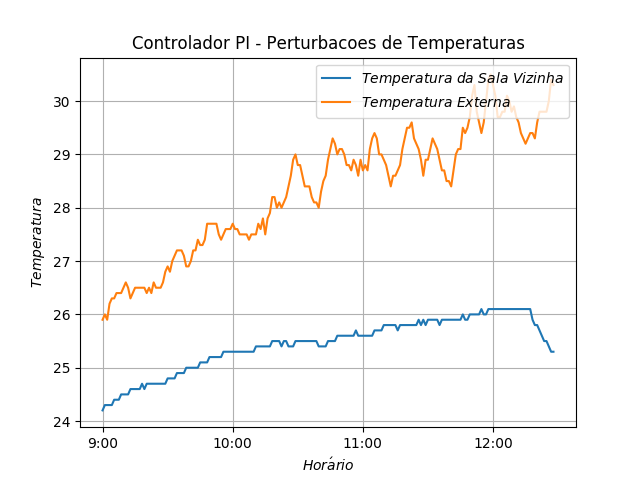 Controlador PI - Perturbacoes de Temperaturas
Temperatura da Sala Vizinha
Temperatura Externa
Temperatura
30
29
28
27
26
25
24
9:00
10:00
11:00
12:00
Horário